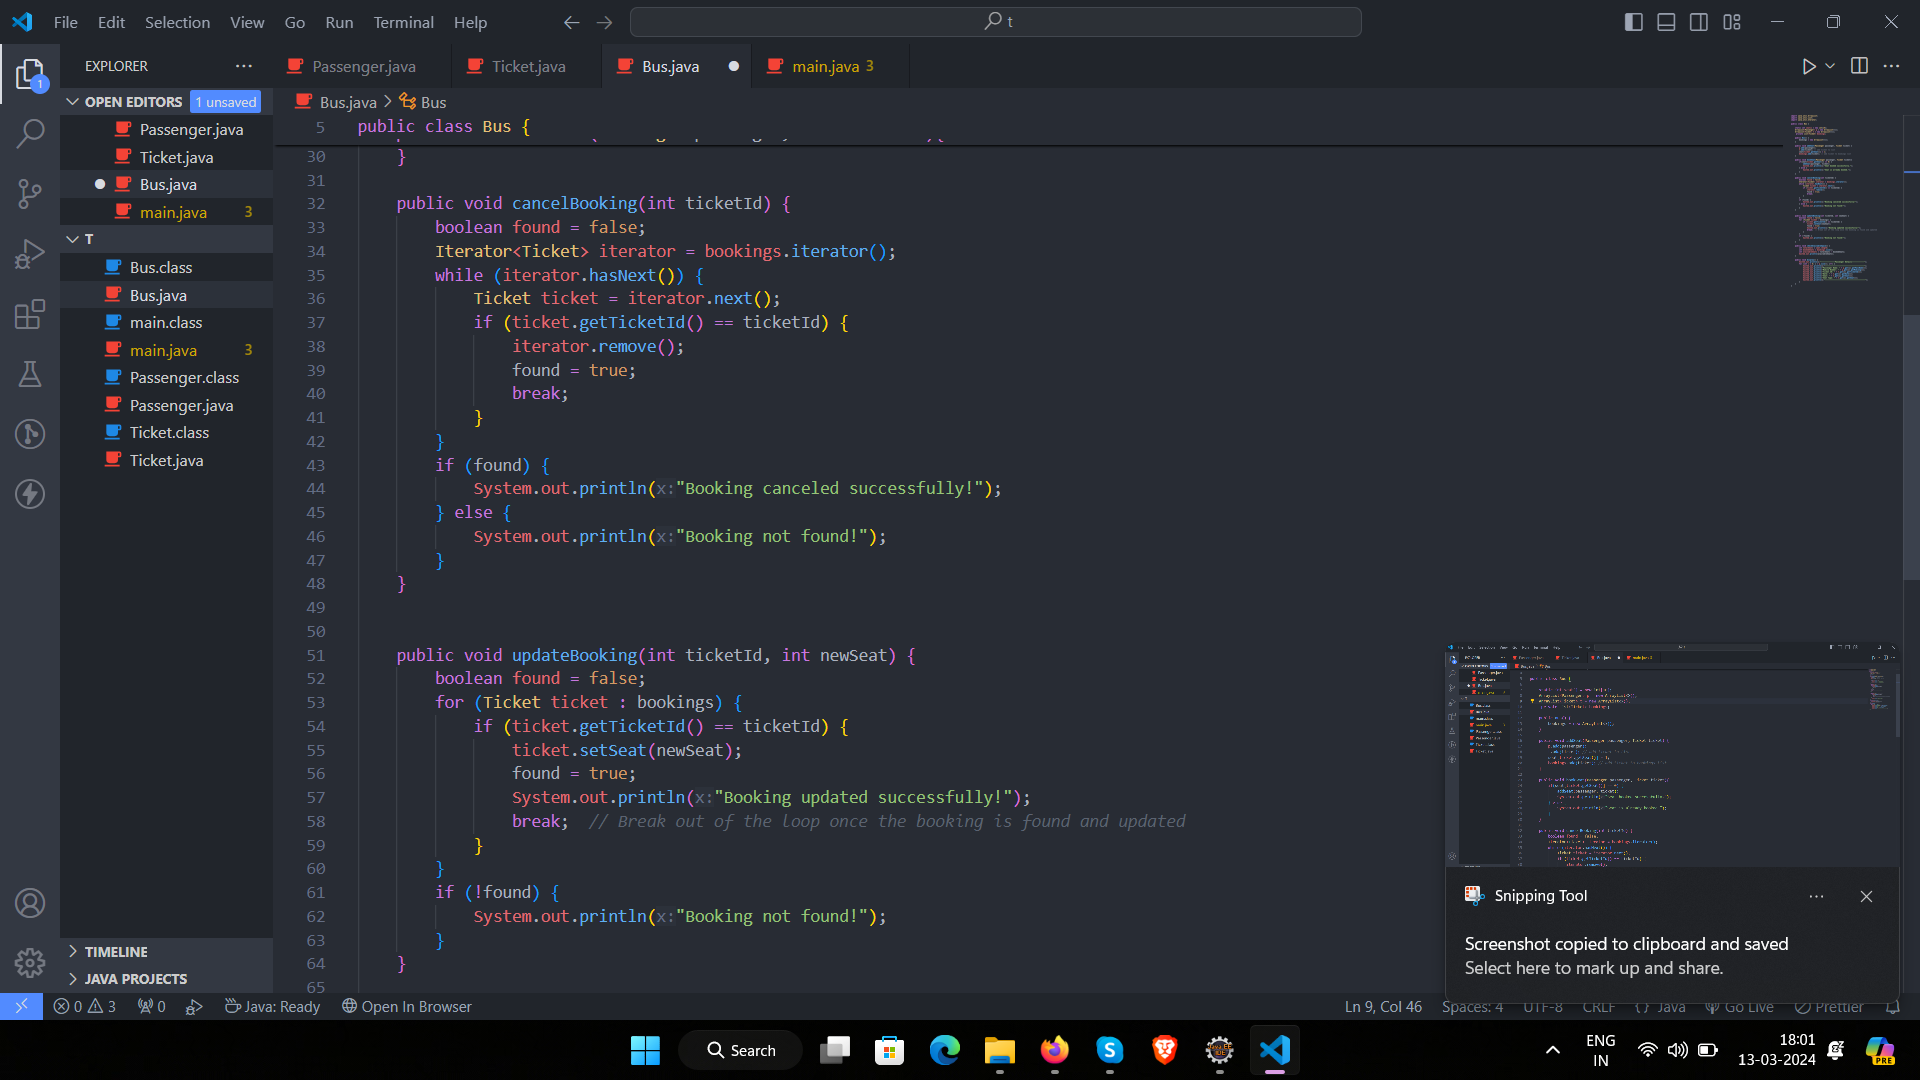 File Edit Selection View Go Run Terminal Help
t
EXPLORER
Passenger.java
Ticket.java
Bus.java
main.java 3
OPEN EDITORS 1 unsaved
Passenger.java
Ticket.java
Bus.java
main.java 3
T
Bus.class
Bus.java
main.class
main.java 3
Passenger.class
Passenger.java
Ticket.class
Ticket.java
TIMELINE
JAVA PROJECTS
1
Bus.java > Bus
5 public class Bus {
30 }
31
32 public void cancelBooking(int ticketId) {
33 boolean found = false;
34 Iterator<Ticket> iterator = bookings.iterator();
35 while (iterator.hasNext()) {
36 Ticket ticket = iterator.next();
37 if (ticket.getTicketId() == ticketId) {
38 iterator.remove();
39 found = true;
40 break;
41 }
42 }
43 if (found) {
44 System.out.println(x:"Booking canceled successfully!");
45 } else {
46 System.out.println(x:"Booking not found!");
47 }
48 }
49
50
51 public void updateBooking(int ticketId, int newSeat) {
52 boolean found = false;
53 for (Ticket ticket : bookings) {
54 if (ticket.getTicketId() == ticketId) {
55 ticket.setSeat(newSeat);
56 found = true;
57 System.out.println(x:"Booking updated successfully!");
58 break; // Break out of the loop once the booking is found and updated
59 }
60 }
61 if (!found) {
62 System.out.println(x:"Booking not found!");
63 }
64 }
65
Snipping Tool
Screenshot copied to clipboard and saved
Select here to mark up and share.
0 3 0 Java: Ready Open In Browser
Ln 9, Col 46 Spaces: 4 UTF-8 CRLF {} Java Go Live Prettier
Search
ENG
IN
18:01
13-03-2024
PRE